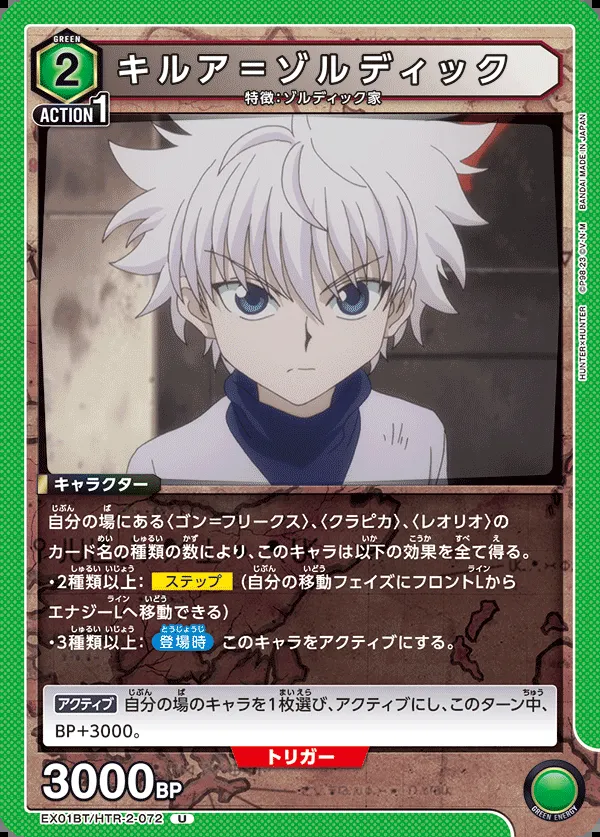 GREEN
2
キルア=ゾルディック
ACTION 1
特徴:ゾルディック家
HUNTER×HUNTER ©P98-23 ©V·N·M BANDAI MADE IN JAPAN
キャラクター
自分の場にある〈ゴン=フリークス〉、〈クラピカ〉、〈レオリオ〉の
カード名の種類の数により、このキャラは以下の効果を全て得る。
・2種類以上: ステップ (自分の移動フェイズにフロントLから
エナジーLへ移動できる)
・3種類以上: 登場時 このキャラをアクティブにする。
アクティブ 自分の場のキャラを1枚選び、アクティブにし、このターン中、
BP+3000。
トリガー
3000BP
EX01BT/HTR-2-072 U
GREEN ENERGY